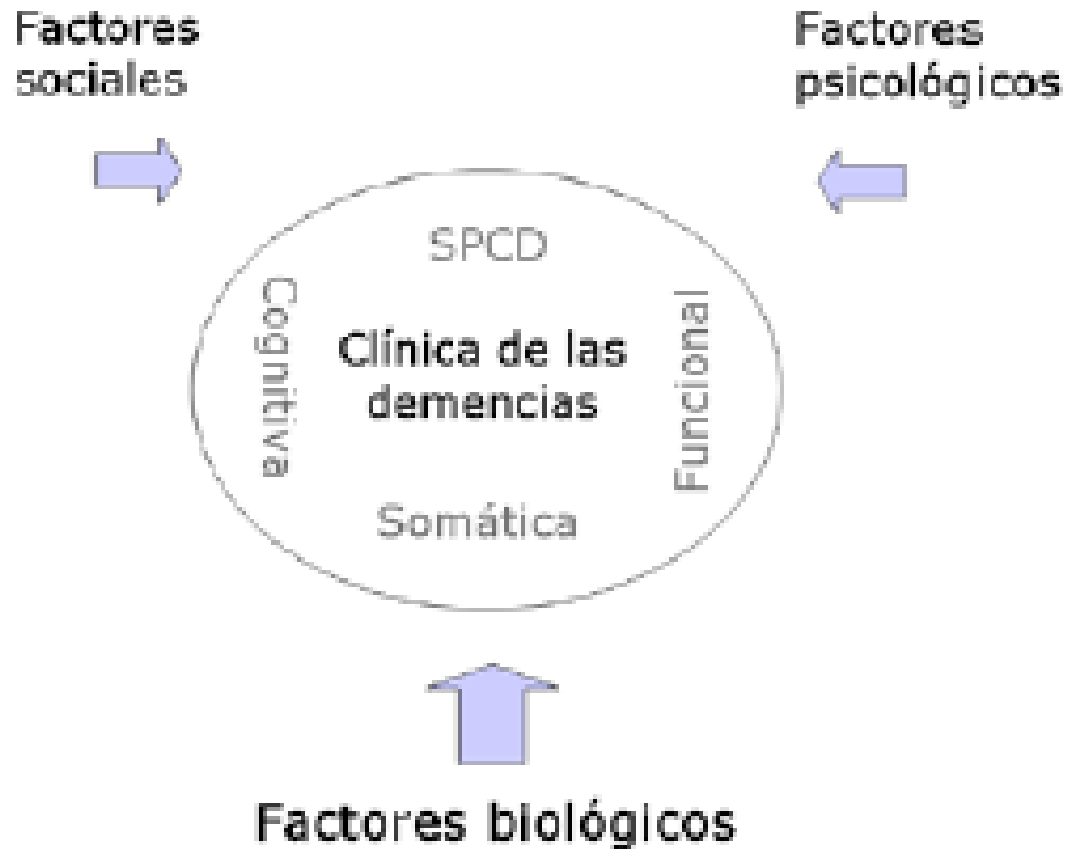 Factores
sociales
Factores
psicológicos
SPCD
Cognitiva
Clínica de las
demencias
Funcional
Somática
Factores biológicos